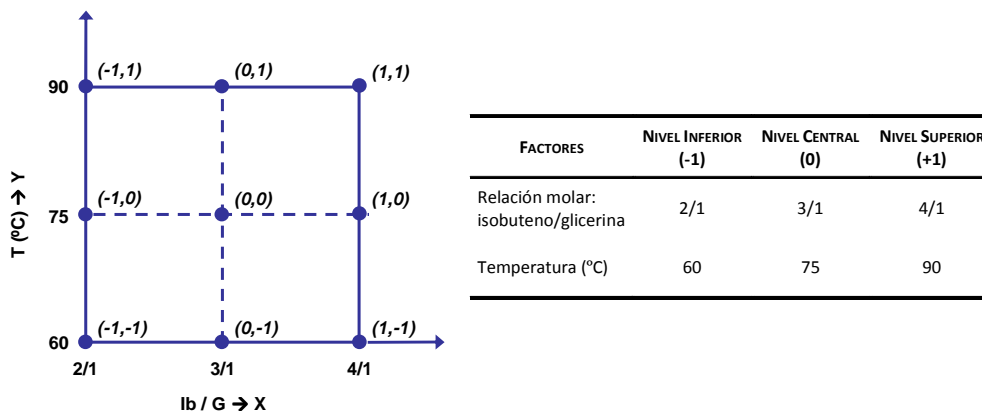 (-1,1)
(0,1)
(1,1)
90
(-1,0)
(0,0)
(1,0)
75
(-1,-1)
(0,-1)
(1,-1)
60
2/1
3/1
4/1
T (ºC) → Y
Ib / G → X
FACTORES
NIVEL INFERIOR
(-1)
NIVEL CENTRAL
(0)
NIVEL SUPERIOR
(+1)
Relación molar:
isobuteno/glicerina
2/1
3/1
4/1
Temperatura (°C)
60
75
90